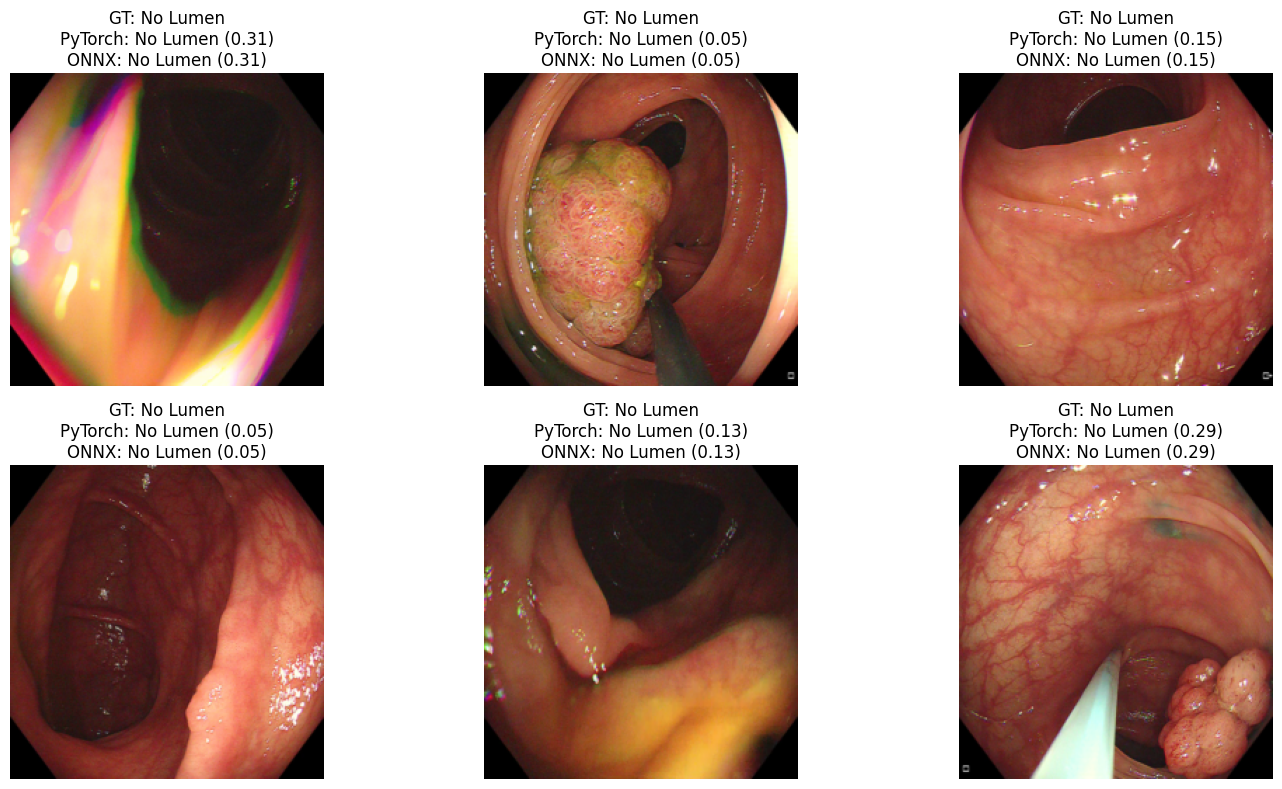 GT: No Lumen
PyTorch: No Lumen (0.31)
ONNX: No Lumen (0.31)
GT: No Lumen
PyTorch: No Lumen (0.05)
ONNX: No Lumen (0.05)
GT: No Lumen
PyTorch: No Lumen (0.15)
ONNX: No Lumen (0.15)
GT: No Lumen
PyTorch: No Lumen (0.05)
ONNX: No Lumen (0.05)
GT: No Lumen
PyTorch: No Lumen (0.13)
ONNX: No Lumen (0.13)
GT: No Lumen
PyTorch: No Lumen (0.29)
ONNX: No Lumen (0.29)